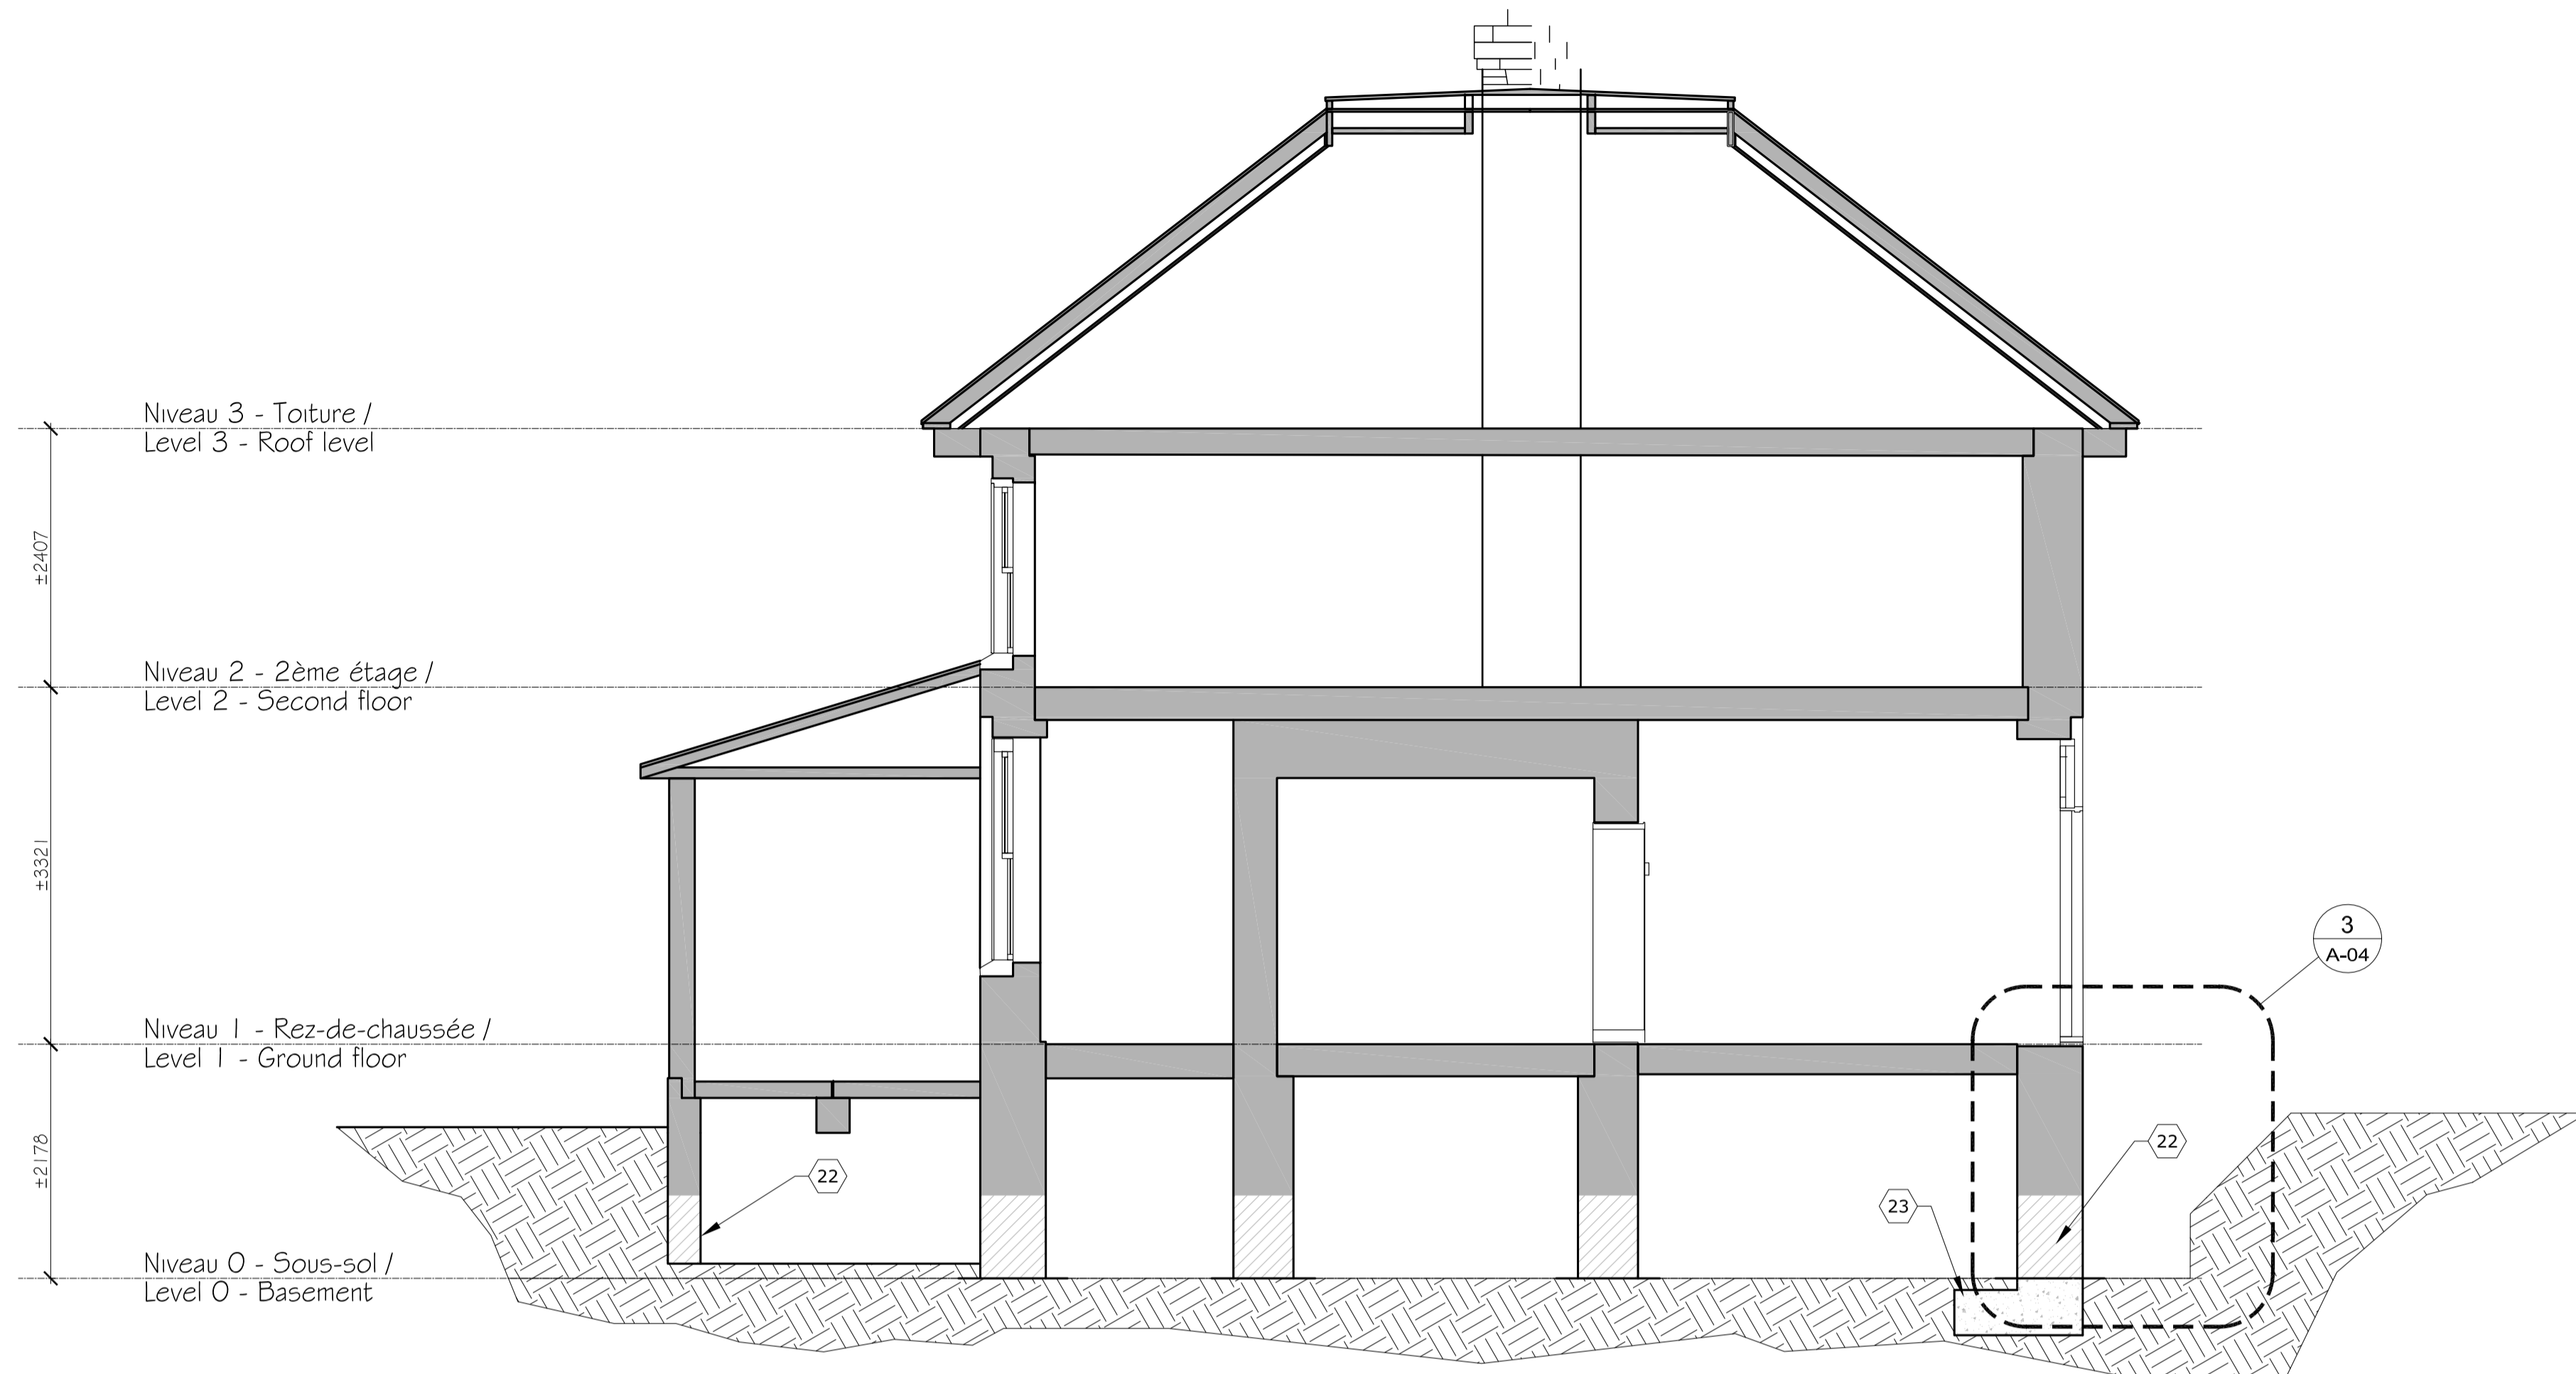 Niveau 3 - Toiture /
Level 3 - Roof level
±2407
Niveau 2 - 2ème étage /
Level 2 - Second floor
±3321
3
A-04
Niveau 1 - Rez-de-chaussée /
Level 1 - Ground floor
±2178
22
22
23
Niveau 0 - Sous-sol /
Level 0 - Basement